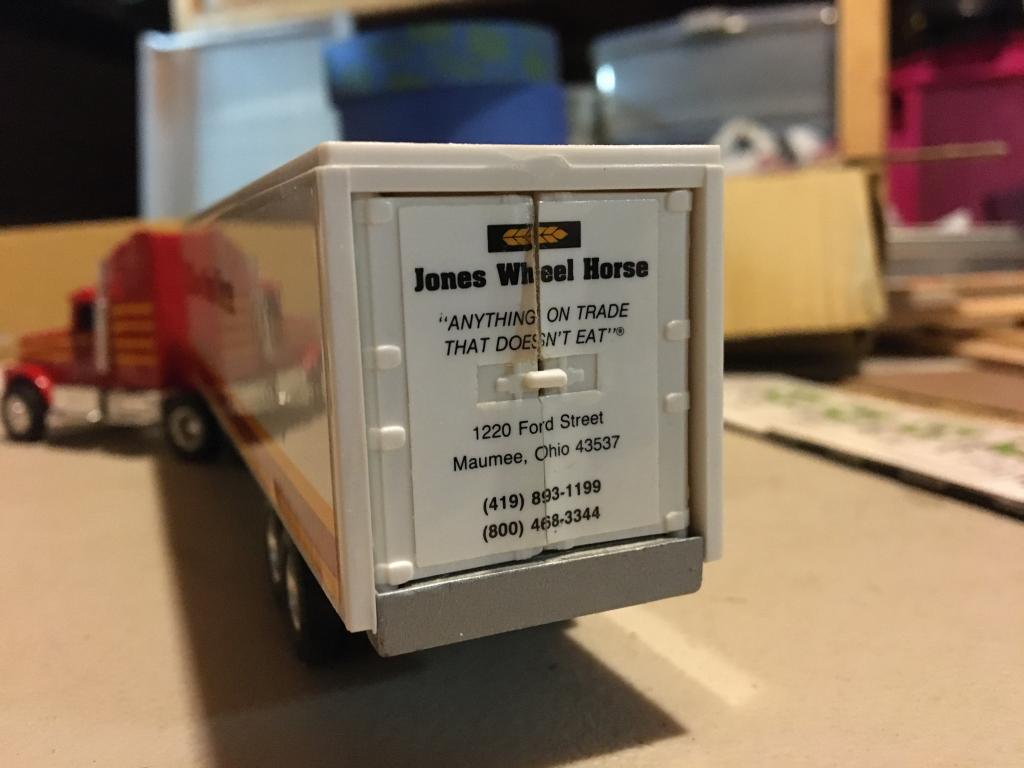 Jones Wheel Horse
"ANYTHING ON TRADE
THAT DOESN'T EAT"®
1220 Ford Street
Maumee, Ohio 43537
(419) 893-1199
(800) 468-3344